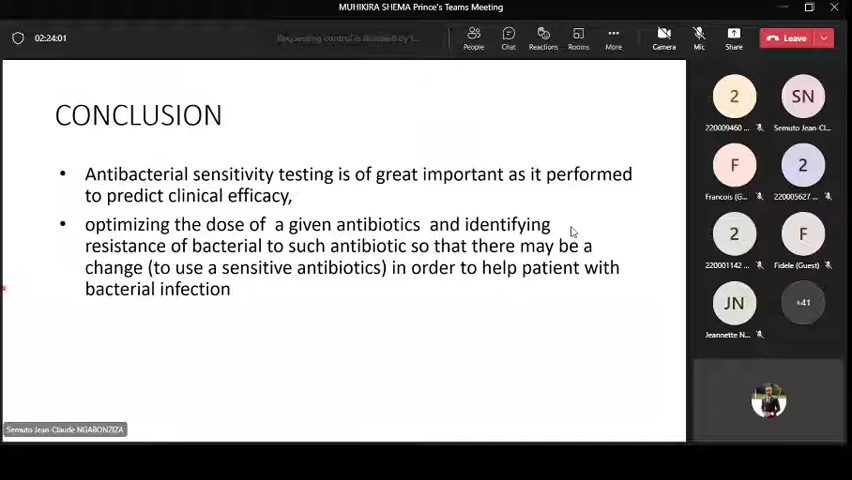 MUHIKIRA SHEMA Prince's Teams Meeting
02:24:01
Requesting control is disabled by t...
People
Chat
Reactions
Rooms
More
Camera
Mic
Share
Leave
CONCLUSION
• Antibacterial sensitivity testing is of great important as it performed
to predict clinical efficacy,
• optimizing the dose of a given antibiotics and identifying
resistance of bacterial to such antibiotic so that there may be a
change (to use a sensitive antibiotics) in order to help patient with
bacterial infection
2
220009460 ...
SN
Semuto Jean-Cl...
F
Francois (G...
2
220005627 ...
2
220001142 ...
F
Fidele (Guest)
JN
Jeannette N...
+41
Semuto Jean-Claude NGABONZIZA